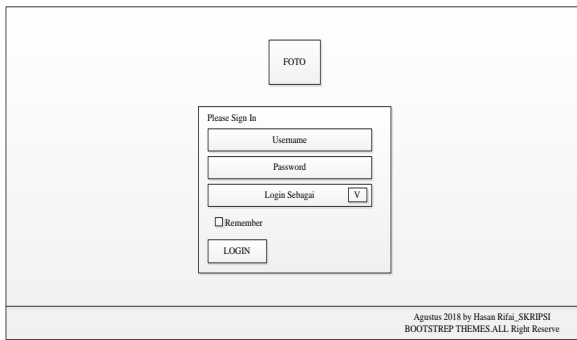 FOTO
Please Sign In
Username
Password
Login Sebagai V
Remember
LOGIN
Agustus 2018 by Hasan Rifai_SKRIPSI
BOOTSTREP THEMES.ALL Right Reserve